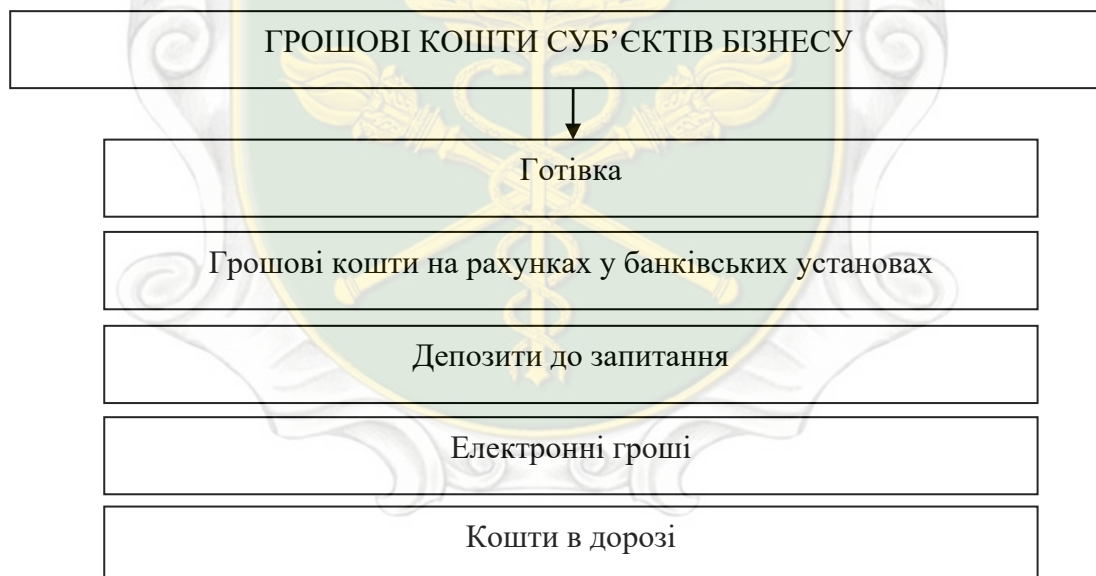 ГРОШОВІ КОШТИ СУБ’ЄКТІВ БІЗНЕСУ
Готівка
Грошові кошти на рахунках у банківських установах
Депозити до запитання
Електронні гроші
Кошти в дорозі